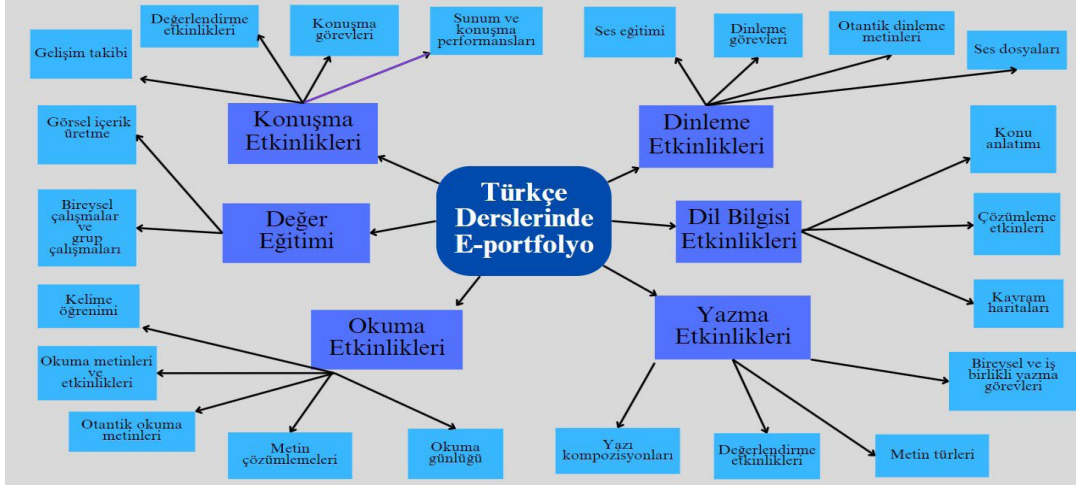 Değerlendirme
etkinlikleri
Konuşma
görevleri
Sunum ve
konuşma
performansları
Gelişim takibi
Konuşma
Etkinlikleri
Ses eğitimi
Dinleme
görevleri
Otantik dinleme
metinleri
Ses dosyaları
Dinleme
Etkinlikleri
Görsel içerik
üretme
Bireysel
çalışmalar
ve
grup
çalışmaları
Değer
Eğitimi
Türkçe
Derslerinde
E-portfolyo
Dil Bilgisi
Etkinlikleri
Konu
anlatımı
Çözümleme
etkinleri
Kavram
haritaları
Kelime
öğrenimi
Okuma metinleri
ve
etkinlikleri
Otantik okuma
metinleri
Metin
çözümlemeleri
Okuma
günlüğü
Okuma
Etkinlikleri
Yazma
Etkinlikleri
Bireysel ve iş
birlikli yazma
görevleri
Yazı
kompozisyonları
Değerlendirme
etkinlikleri
Metin türleri